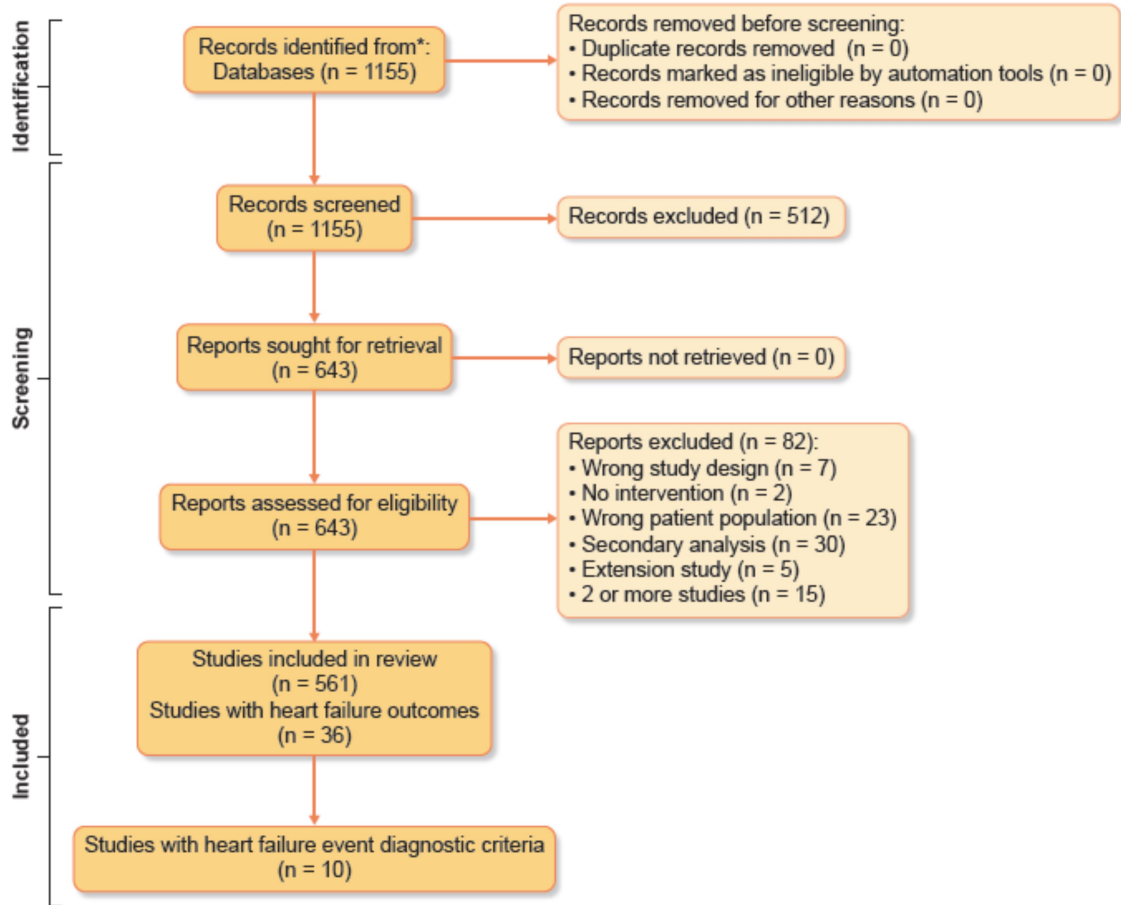 Identification
Records identified from*:
Databases (n = 1155)
Records removed before screening:
• Duplicate records removed (n = 0)
• Records marked as ineligible by automation tools (n = 0)
• Records removed for other reasons (n = 0)
Screening
Records screened
(n = 1155)
Records excluded (n = 512)
Reports sought for retrieval
(n = 643)
Reports not retrieved (n = 0)
Reports assessed for eligibility
(n = 643)
Reports excluded (n = 82):
• Wrong study design (n = 7)
• No intervention (n = 2)
• Wrong patient population (n = 23)
• Secondary analysis (n = 30)
• Extension study (n = 5)
• 2 or more studies (n = 15)
Included
Studies included in review
(n = 561)
Studies with heart failure outcomes
(n = 36)
Studies with heart failure event diagnostic criteria
(n = 10)